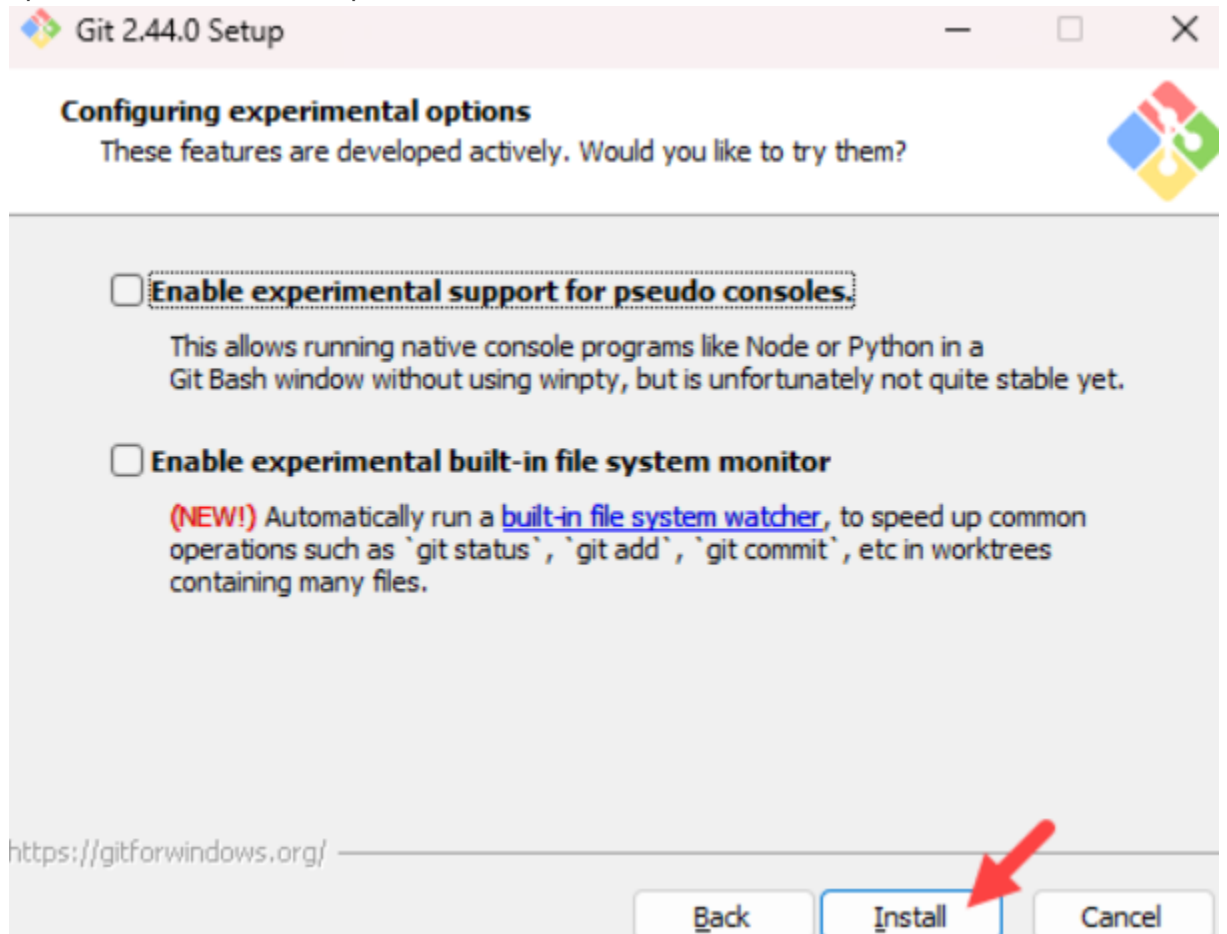 Git 2.44.0 Setup
Configuring experimental options
These features are developed actively. Would you like to try them?
Enable experimental support for pseudo consoles.
This allows running native console programs like Node or Python in a
Git Bash window without using winpty, but is unfortunately not quite stable yet.
Enable experimental built-in file system monitor
(NEW!) Automatically run a built-in file system watcher, to speed up common
operations such as `git status`, `git add`, `git commit`, etc in worktrees
containing many files.
https://gitforwindows.org/
Back Install Cancel